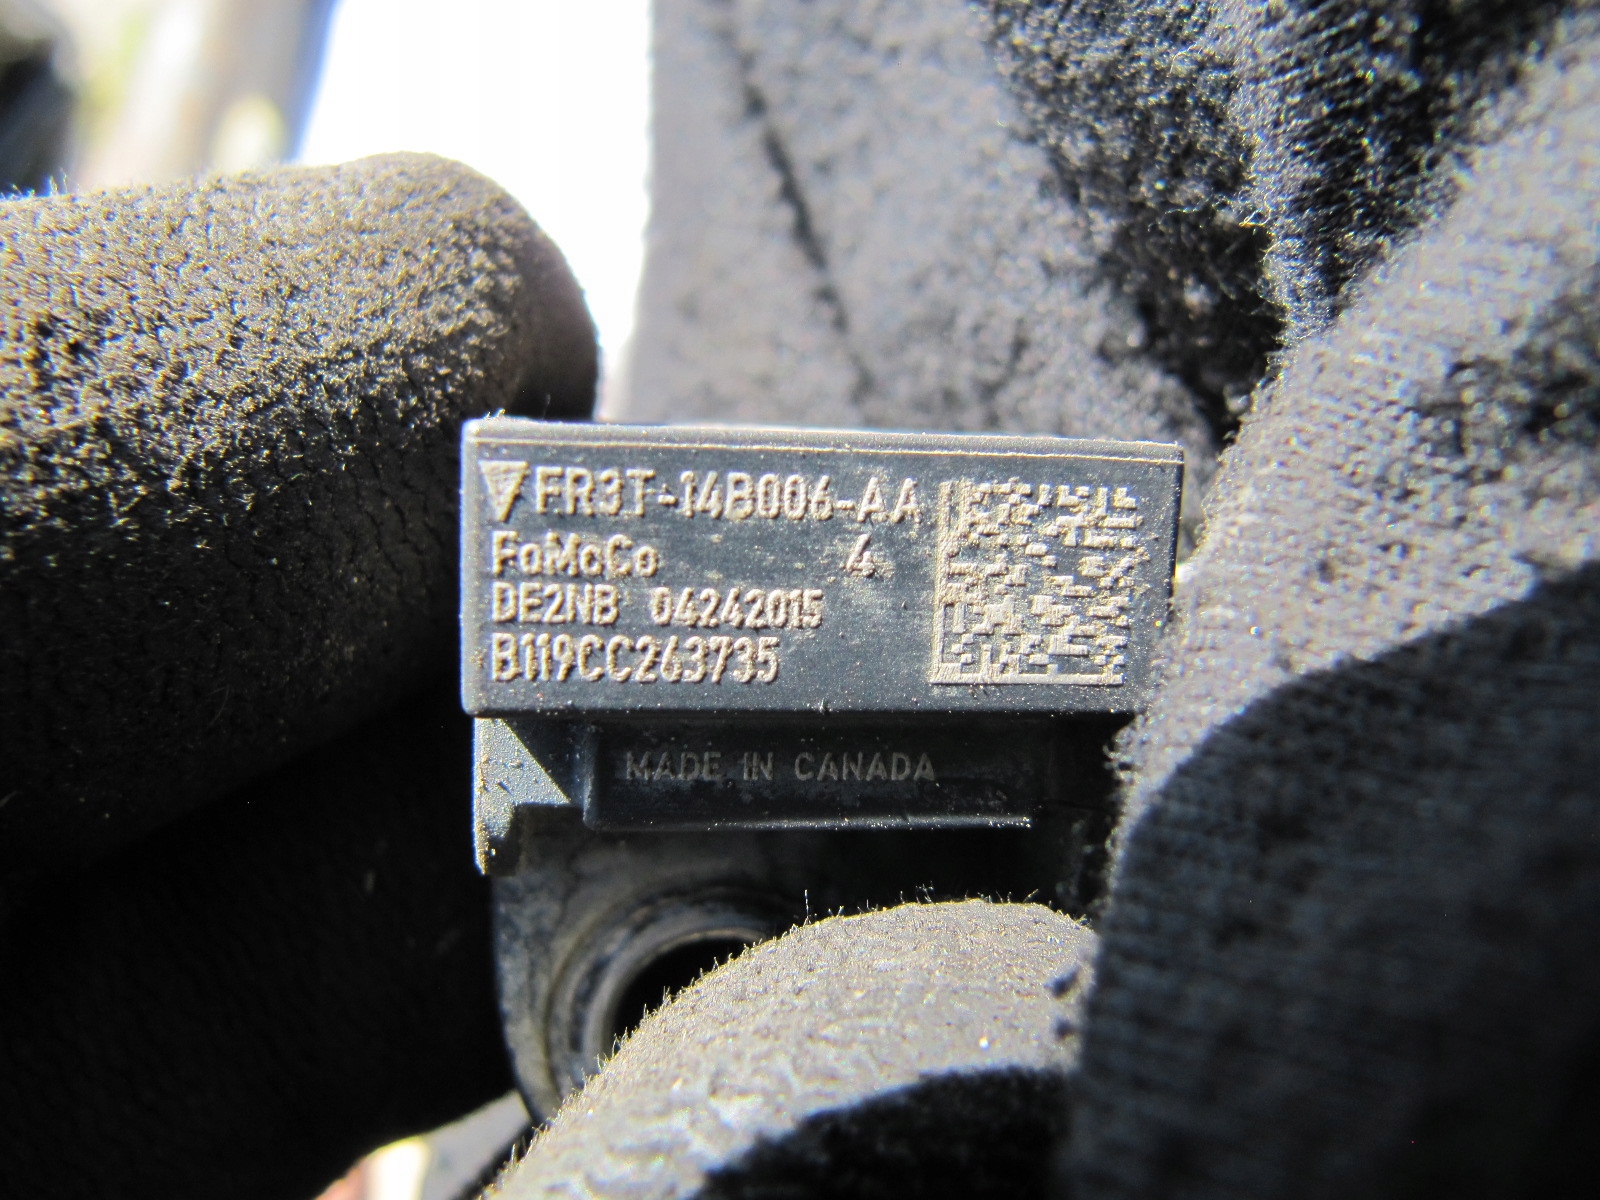 FR3T-14B006-AA
FoMoCo 4
DE2NB 04242015
B119CC263735
MADE IN CANADA